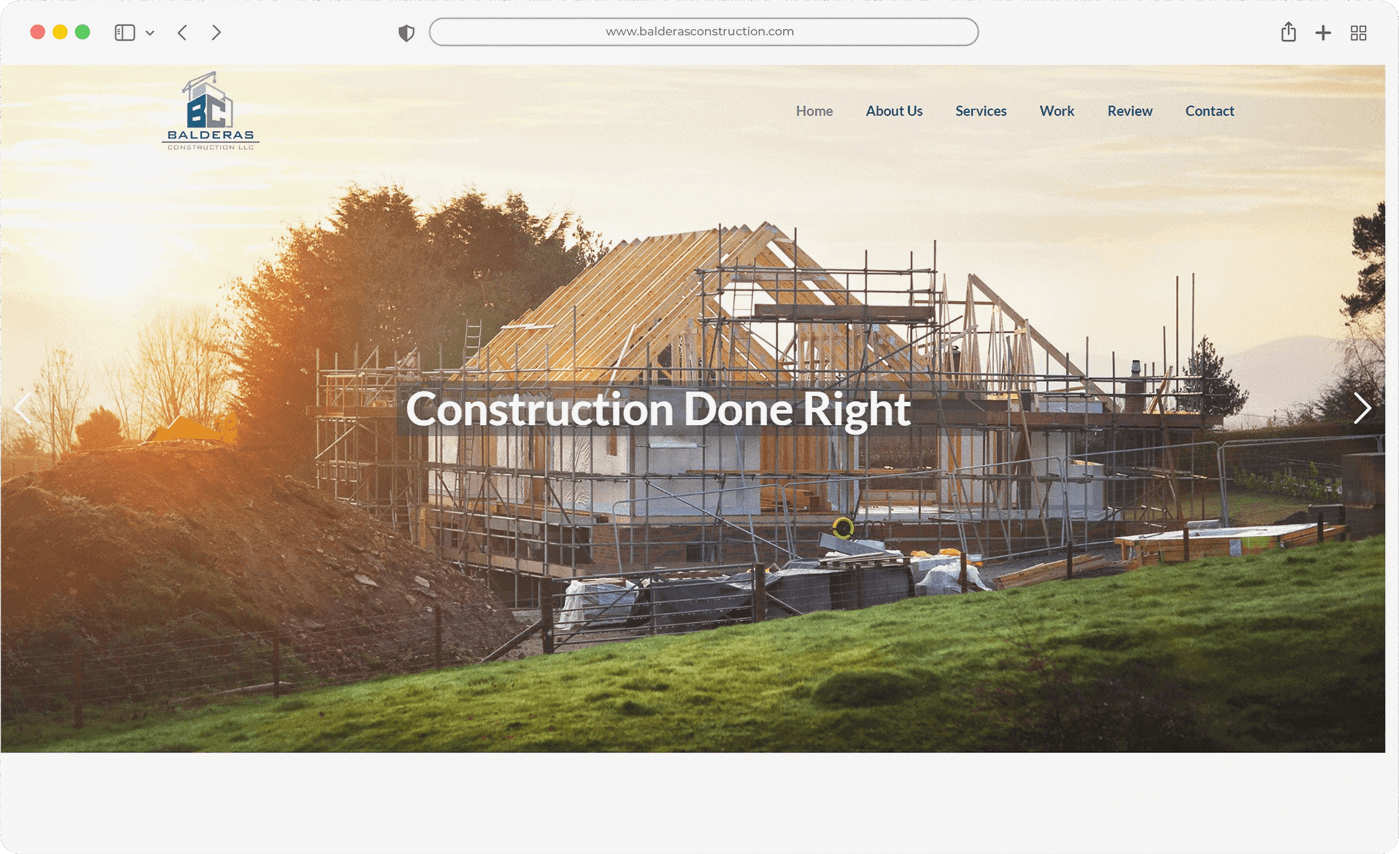 www.balderasconstruction.com
BC
BALDERAS
CONSTRUCTION LLC
Home About Us Services Work Review Contact
Construction Done Right